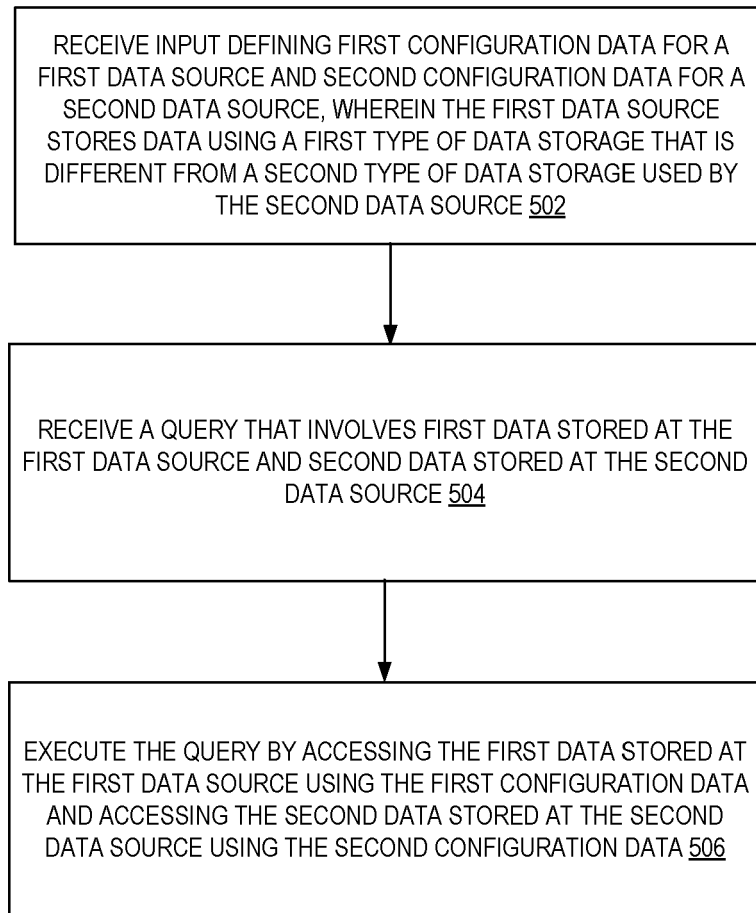 RECEIVE INPUT DEFINING FIRST CONFIGURATION DATA FOR A
FIRST DATA SOURCE AND SECOND CONFIGURATION DATA FOR A
SECOND DATA SOURCE, WHEREIN THE FIRST DATA SOURCE
STORES DATA USING A FIRST TYPE OF DATA STORAGE THAT IS
DIFFERENT FROM A SECOND TYPE OF DATA STORAGE USED BY
THE SECOND DATA SOURCE 502
RECEIVE A QUERY THAT INVOLVES FIRST DATA STORED AT THE
FIRST DATA SOURCE AND SECOND DATA STORED AT THE SECOND
DATA SOURCE 504
EXECUTE THE QUERY BY ACCESSING THE FIRST DATA STORED AT
THE FIRST DATA SOURCE USING THE FIRST CONFIGURATION DATA
AND ACCESSING THE SECOND DATA STORED AT THE SECOND
DATA SOURCE USING THE SECOND CONFIGURATION DATA 506